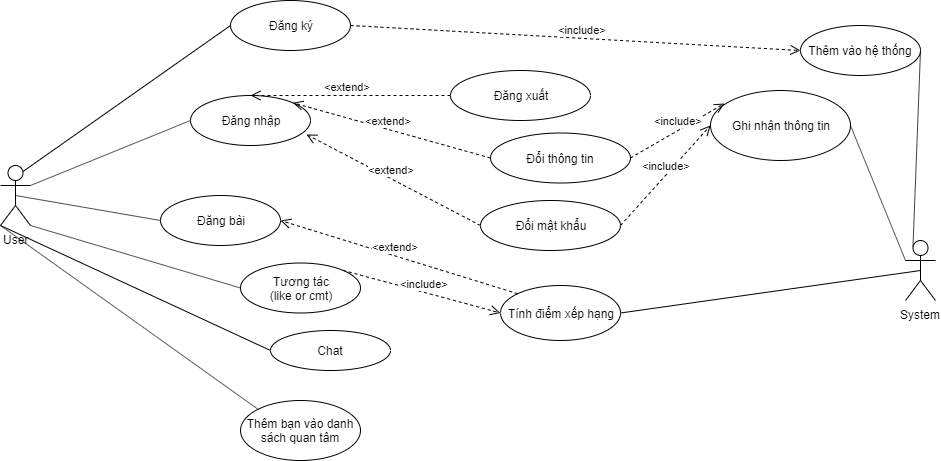 Đăng ký
<include>
Thêm vào hệ thống
<extend>
Đăng xuất
Đăng nhập
<extend>
<include>
Ghi nhận thông tin
Đổi thông tin
<extend>
<include>
Đăng bài
Đổi mật khẩu
User
<extend>
Tương tác
(like or cmt)
<include>
Tính điểm xếp hạng
System
Chat
Thêm bạn vào danh
sách quan tâm